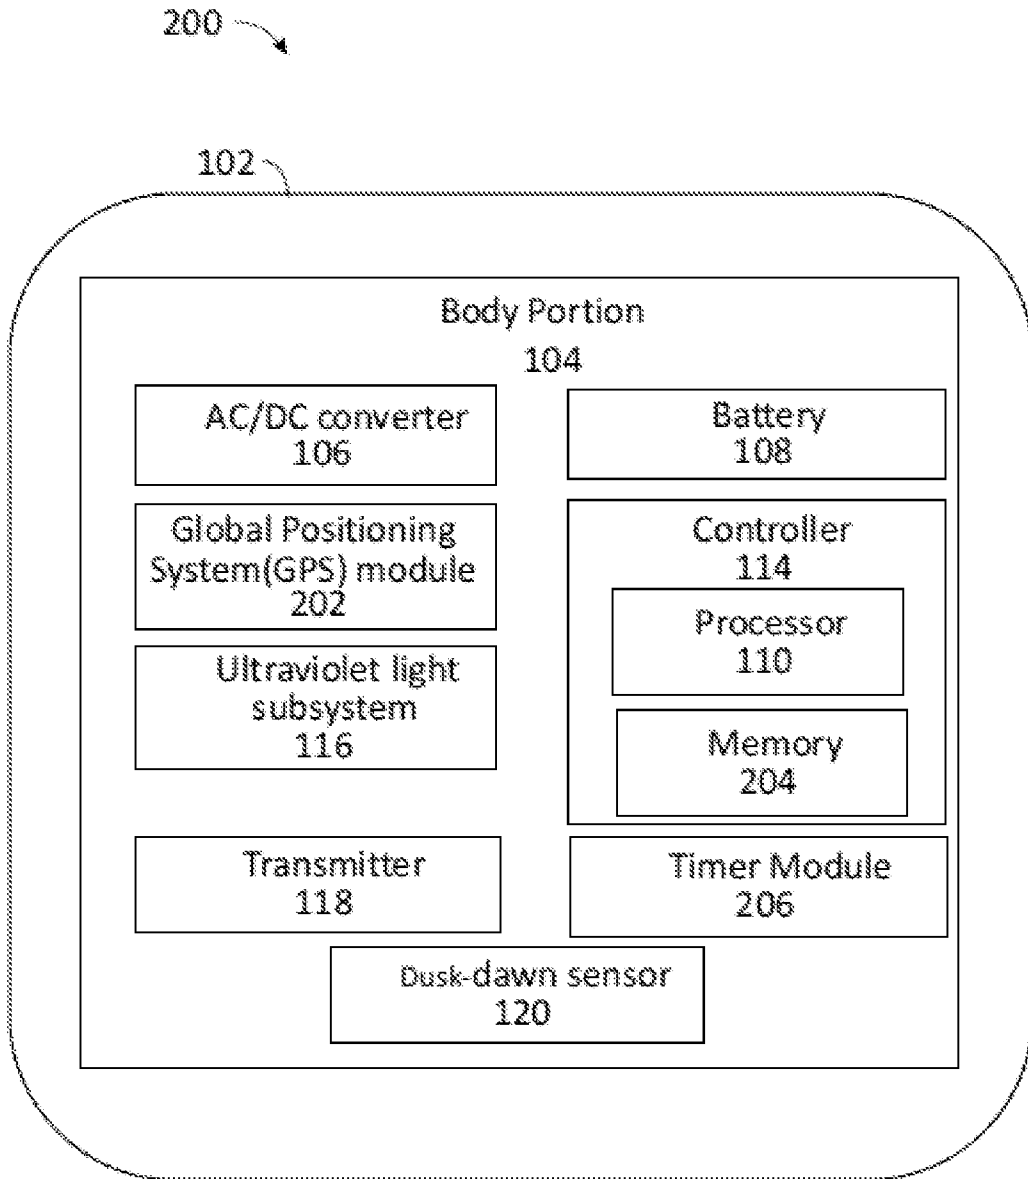 200
102
Body Portion
104
AC/DC converter
106
Battery
108
Global Positioning
System(GPS) module
202
Controller
114
Processor
110
Ultraviolet light
subsystem
116
Memory
204
Transmitter
118
Timer Module
206
Dusk-dawn sensor
120